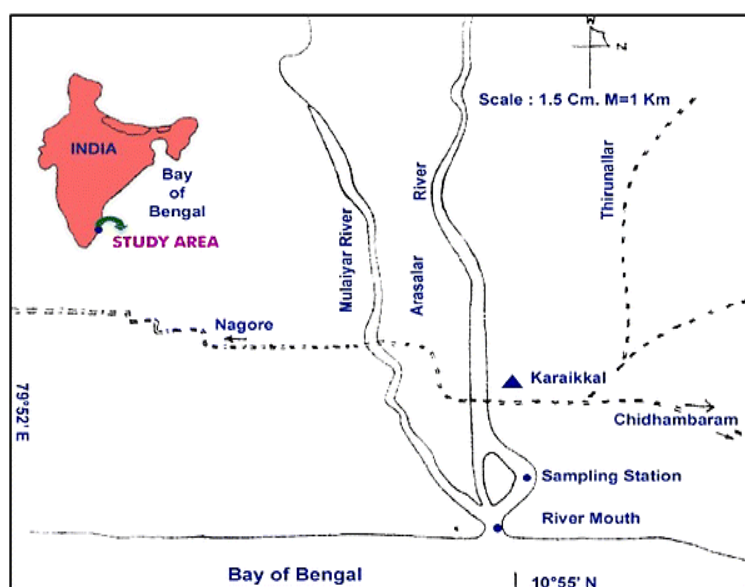 W
Z
Scale : 1.5 Cm. M=1 Km
INDIA
Bay
of
Bengal
STUDY AREA
Mulaiyar River
Arasalar
River
Thirunallar
Nagore
Karaikkal
79°52' E
Chidhambaram
Sampling Station
River Mouth
Bay of Bengal
10°55' N